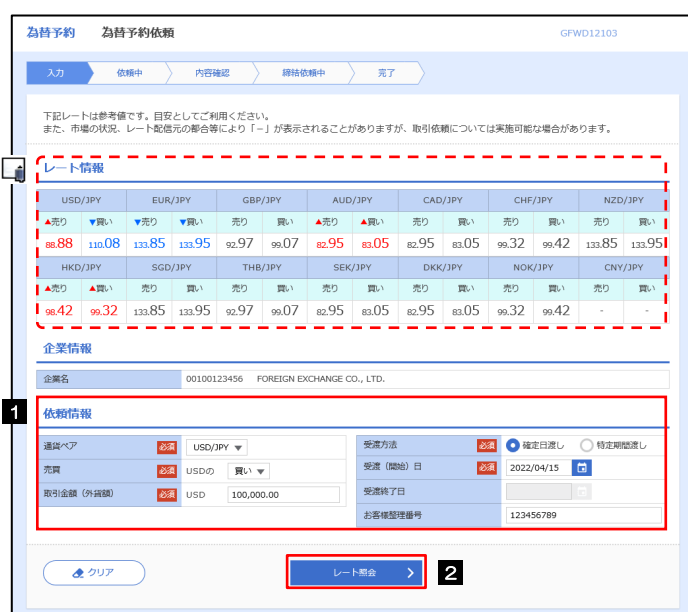 為替予約 為替予約依頼 GFWD12103
入力 依頼中 内容確認 締結依頼中 完了
下記レートは参考値です。目安としてご利用ください。
また、市場の状況、レート配信元の都合等により「－」が表示されることがありますが、取引依頼については実施可能な場合があります。
レート情報
USD/JPY EUR/JPY GBP/JPY AUD/JPY CAD/JPY CHF/JPY NZD/JPY
▲売り ▼買い ▼売り ▼買い 売り 買い ▲売り ▲買い 売り 買い 売り 買い 売り 買い
88.88 110.08 133.85 133.95 92.97 99.07 82.95 83.05 82.95 83.05 99.32 99.42 133.85 133.95
HKD/JPY SGD/JPY THB/JPY SEK/JPY DKK/JPY NOK/JPY CNY/JPY
▲売り ▲買い 売り 買い 売り 買い 売り 買い 売り 買い 売り 買い 売り 買い
98.42 99.32 133.85 133.95 92.97 99.07 82.95 83.05 82.95 83.05 99.32 99.42 - -
企業情報
企業名 00100123456 FOREIGN EXCHANGE CO., LTD.
1
依頼情報
通貨ペア 必須 USD/JPY ▼
売買 必須 USDの 買い ▼
取引金額（外貨額） 必須 USD 100,000.00
受渡方法 必須 確定日渡し 特定期間渡し
受渡（開始）日 必須 2022/04/15
受渡終了日
お客様整理番号 123456789
クリア レート照会 2